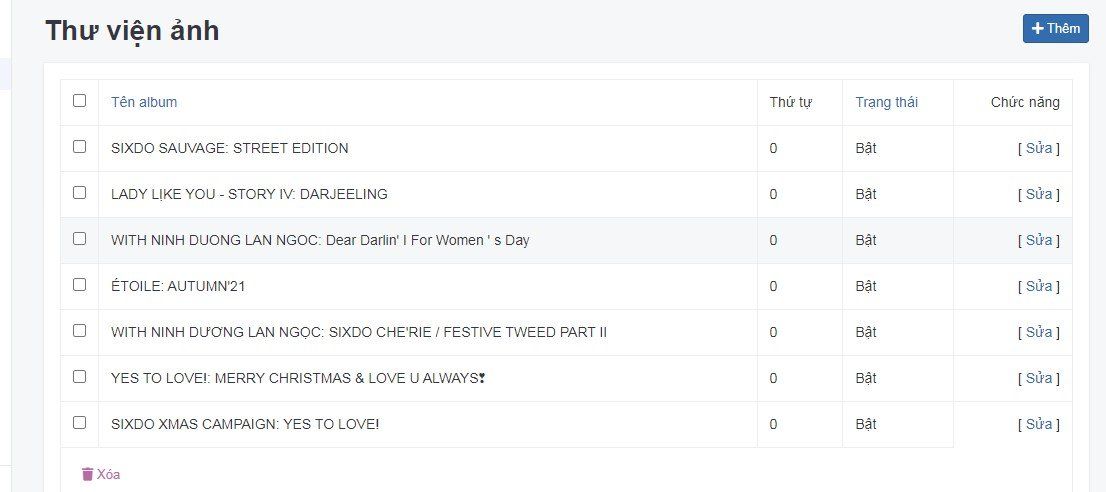 Thư viện ảnh
Thêm
Tên album Thứ tự Trạng thái Chức năng
SIXDO SAUVAGE: STREET EDITION 0 Bật [ Sửa ]
LADY LỊKE YOU - STORY IV: DARJEELING 0 Bật [ Sửa ]
WITH NINH DUONG LAN NGOC: Dear Darlin' I For Women ' s Day 0 Bật [ Sửa ]
ÉTOILE: AUTUMN'21 0 Bật [ Sửa ]
WITH NINH DƯƠNG LAN NGỌC: SIXDO CHE'RIE / FESTIVE TWEED PART II 0 Bật [ Sửa ]
YES TO LOVE!: MERRY CHRISTMAS & LOVE U ALWAYS❣ 0 Bật [ Sửa ]
SIXDO XMAS CAMPAIGN: YES TO LOVE! 0 Bật [ Sửa ]
Xóa